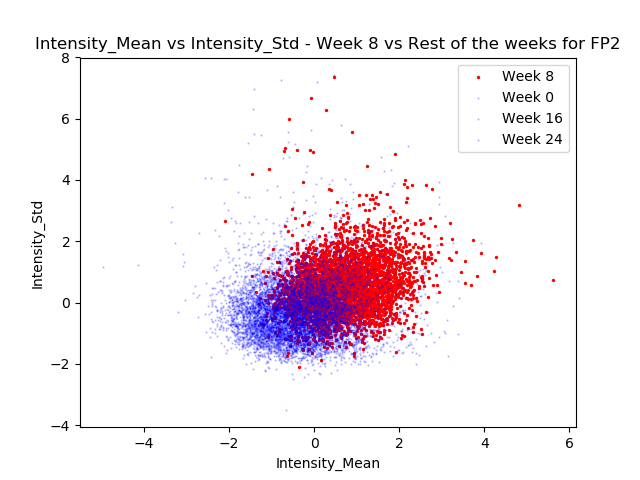 Intensity_Mean vs Intensity_Std - Week 8 vs Rest of the weeks for FP2
8
6
4
2
0
−2
−4
Intensity_Std
Week 8
Week 0
Week 16
Week 24
−4 −2 0 2 4 6
Intensity_Mean